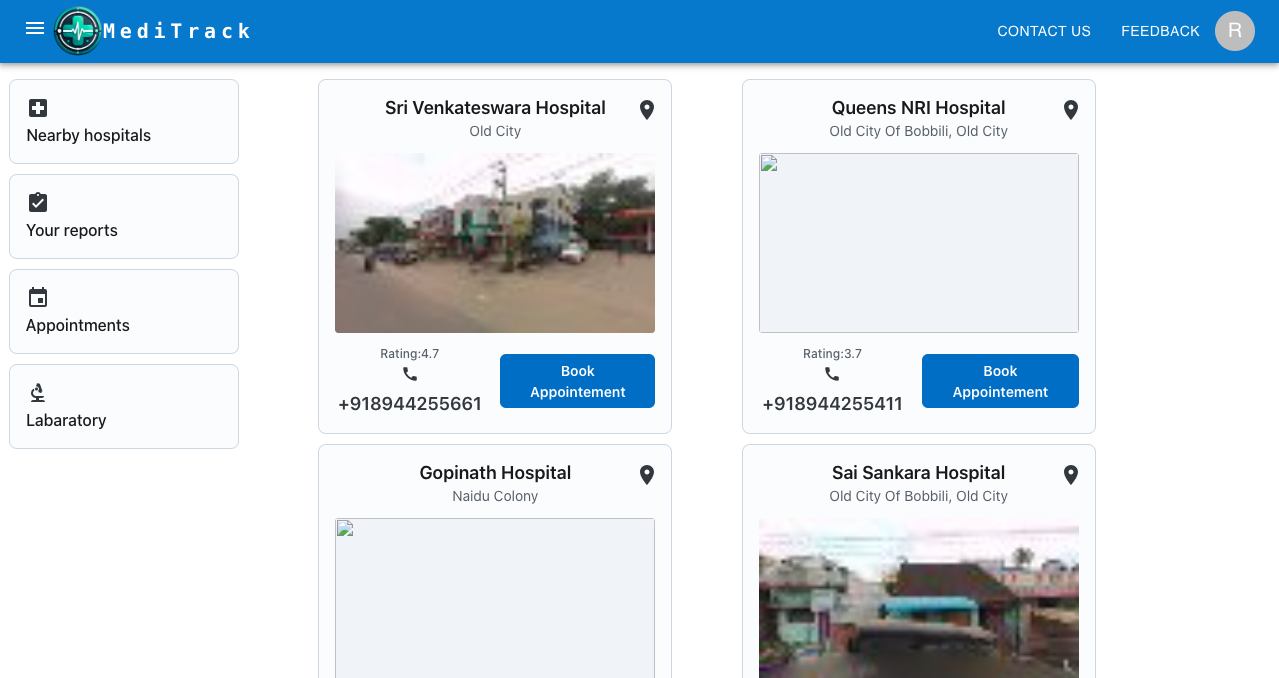 MediTrack
CONTACT US
FEEDBACK
R
Nearby hospitals
Your reports
Appointments
Labaratory
Sri Venkateswara Hospital
Old City
Rating:4.7
+918944255661
Book
Appointement
Queens NRI Hospital
Old City Of Bobbili, Old City
Rating:3.7
+918944255411
Book
Appointement
Gopinath Hospital
Naidu Colony
Sai Sankara Hospital
Old City Of Bobbili, Old City